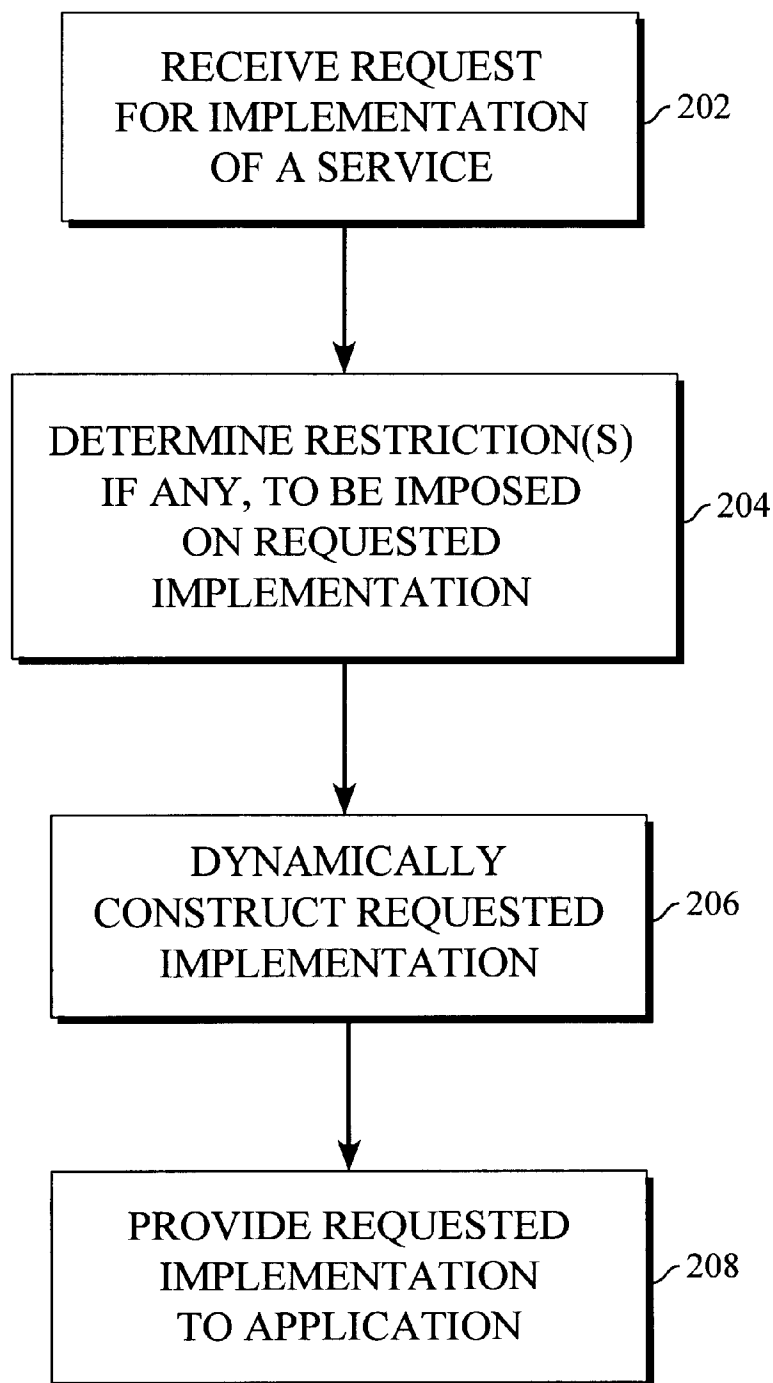 RECEIVE REQUEST
FOR IMPLEMENTATION
OF A SERVICE
202
DETERMINE RESTRICTION(S)
IF ANY, TO BE IMPOSED
ON REQUESTED
IMPLEMENTATION
204
DYNAMICALLY
CONSTRUCT REQUESTED
IMPLEMENTATION
206
PROVIDE REQUESTED
IMPLEMENTATION
TO APPLICATION
208